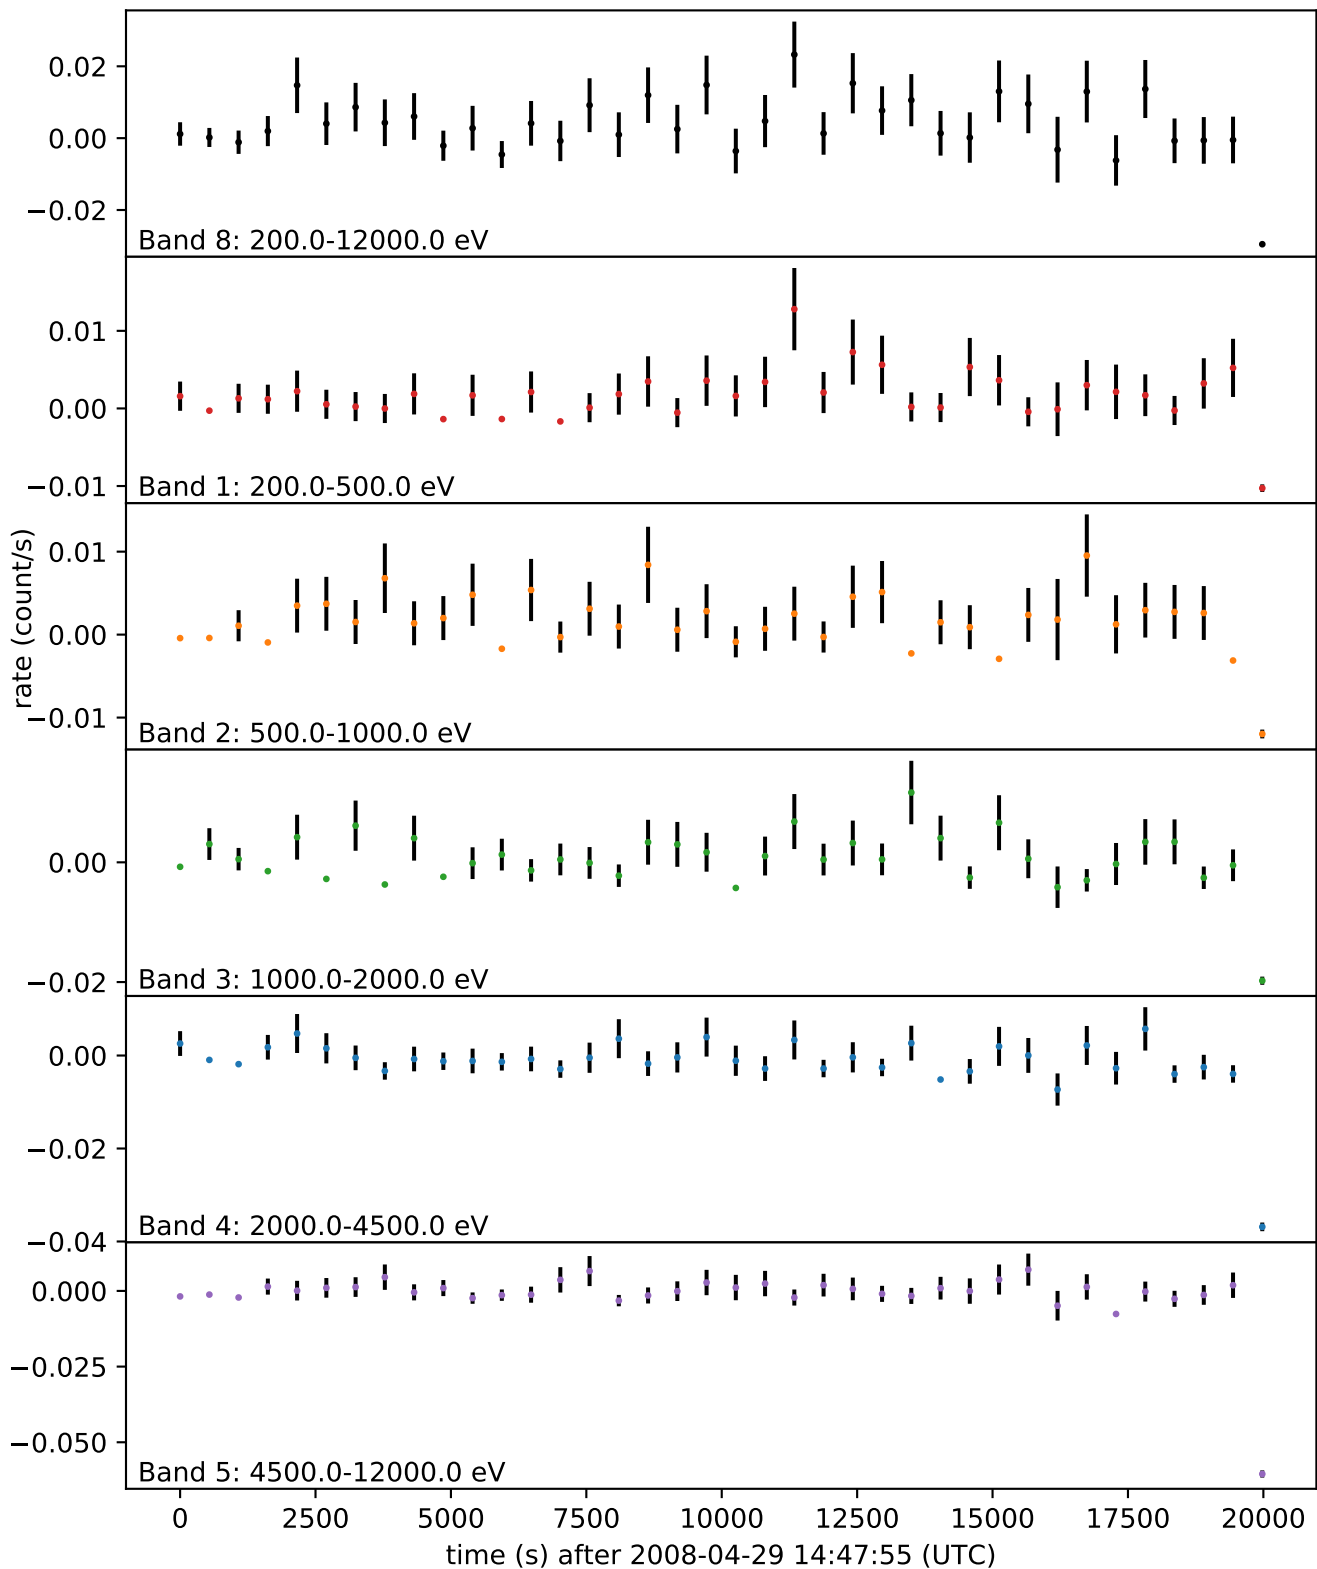 0.02
0.00
−0.02
Band 8: 200.0-12000.0 eV
0.01
0.00
−0.01
Band 1: 200.0-500.0 eV
rate (count/s)
0.01
0.00
−0.01
Band 2: 500.0-1000.0 eV
0.00
−0.02
Band 3: 1000.0-2000.0 eV
0.00
−0.02
−0.04
Band 4: 2000.0-4500.0 eV
0.000
−0.025
−0.050
Band 5: 4500.0-12000.0 eV
0 2500 5000 7500 10000 12500 15000 17500 20000
time (s) after 2008-04-29 14:47:55 (UTC)